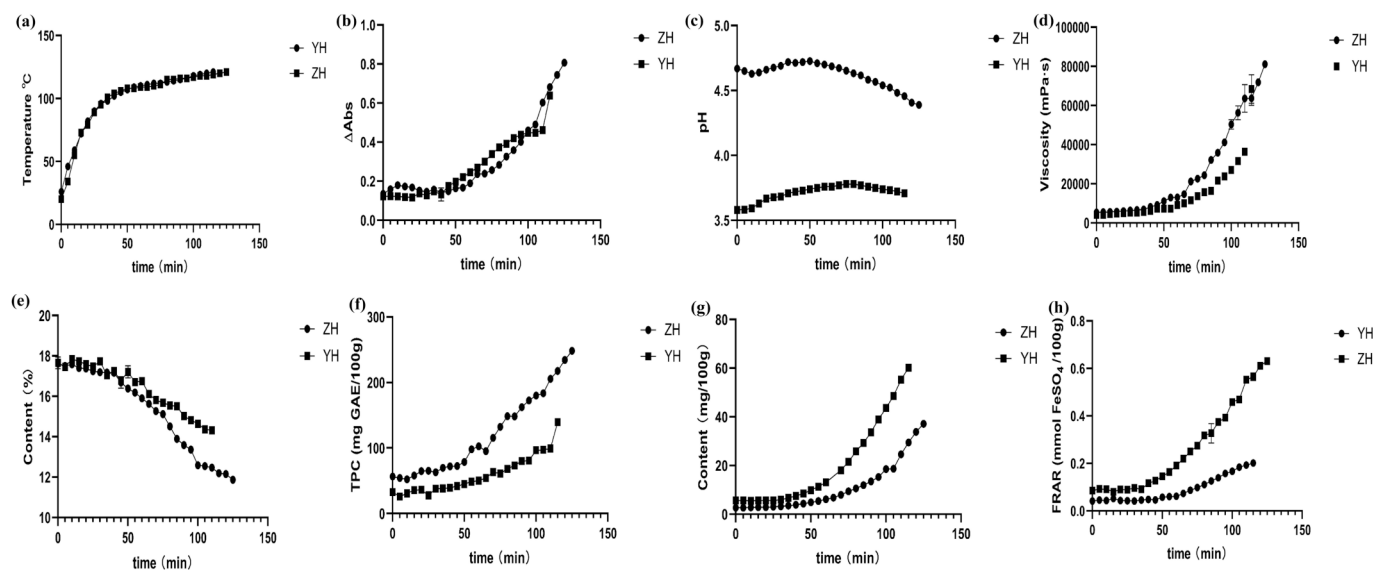 (a)
Temperature ℃
150
100
50
0
0
50
100
150
time (min)
YH
ZH
(b)
ΔAbs
1.0
0.8
0.6
0.4
0.2
0.0
0
50
100
150
time (min)
ZH
YH
(c)
pH
5.0
4.5
4.0
3.5
0
50
100
150
time (min)
ZH
YH
(d)
Viscosity (mPa·s)
100000
80000
60000
40000
20000
0
0
50
100
150
time (min)
ZH
YH
(e)
Content (%)
20
18
16
14
12
10
0
50
100
150
time (min)
ZH
YH
(f)
TPC (mg GAE/100g)
300
200
100
0
0
50
100
150
time (min)
ZH
YH
(g)
Content (mg/100g)
80
60
40
20
0
0
50
100
150
time (min)
ZH
YH
(h)
FRAR (mmol FeSO4/100g)
0.8
0.6
0.4
0.2
0.0
0
50
100
150
time (min)
YH
ZH